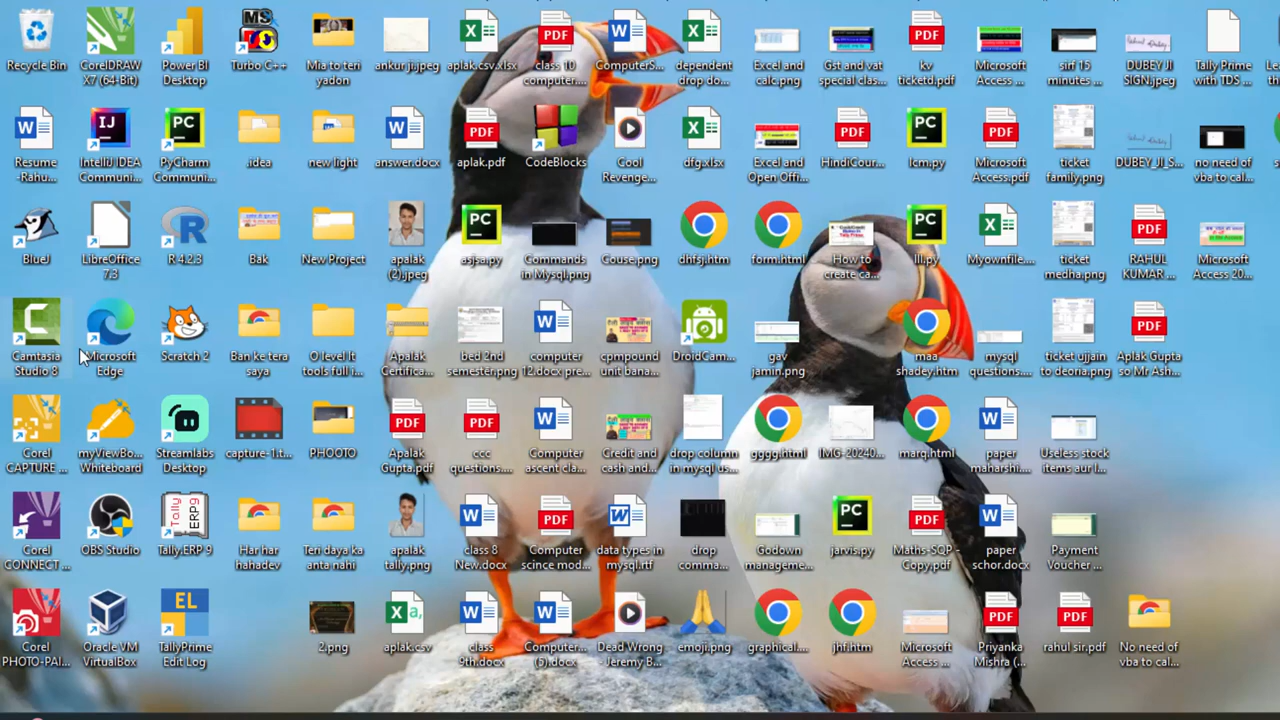 Recycle Bin
CorelDRAW
X7 (64-Bit)
Power BI
Desktop
Turbo C++
Mia to teri
yadon
ankur ji.jpeg
aplak.csv.xlsx
class 10
computer....
ComputerS...
dependent
drop do...
Excel and
calc.png
Gst and vat
special clas...
kv
ticketd.pdf
Microsoft
Access ...
sirf 15
minutes ...
DUBEY JI
SIGN.jpeg
Tally Prime
with TDS ...
Resume
-Rahu...
IntelliJ IDEA
Communi...
PyCharm
Communi...
.idea
new light
answer.docx
aplak.pdf
CodeBlocks
Cool
Revenge...
dfg.xlsx
Excel and
Open Offi...
HindiCour...
lcm.py
Microsoft
Access.pdf
ticket
family.png
DUBEY_JI_S...
no need of
vba to cal...
BlueJ
LibreOffice
7.3
R 4.2.3
Bak
New Project
apalak
(2).jpeg
asjsa.py
Commands
in Mysql.png
Couse.png
dhfsj.htm
form.html
How to
create ca...
lll.py
Myownfile....
ticket
medha.png
RAHUL
KUMAR ...
Microsoft
Access 20...
Camtasia
Studio 8
Microsoft
Edge
Scratch 2
Ban ke tera
saya
O level it
tools full i...
Apalak
Certifica...
bed 2nd
semester.png
computer
12.docx pre...
cpmpound
unit bana...
DroidCam...
gav
jamin.png
maa
shadey.htm
mysql
questions....
ticket ujjain
to deoria.png
Aplak Gupta
so Mr Ash...
Corel
CAPTURE ...
myViewBo...
Whiteboard
Streamlabs
Desktop
capture-1.t...
PHOOTO
Apalak
Gupta.pdf
ccc
questions....
Computer
ascent cla...
Credit and
cash and...
drop column
in mysql us...
gggg.html
IMG-20240...
marq.html
paper
maharshi....
Useless stock
items aur l...
Corel
CONNECT ...
OBS Studio
Tally.ERP 9
Har har
hahadev
Teri daya ka
anta nahi
apalak
tally.png
class 8
New.docx
Computer
scince mod...
data types in
mysql.rtf
drop
comma...
Godown
manageme...
jarvis.py
Maths-SQP -
Copy.pdf
paper
schor.docx
Payment
Voucher ...
Corel
PHOTO-PAI...
Oracle VM
VirtualBox
TallyPrime
Edit Log
2.png
aplak.csv
class
9th.docx
Computer...
(5).docx
Dead Wrong
- Jeremy B...
emoji.png
graphical....
jhf.html
Microsoft
Access ...
Priyanka
Mishra (...
rahul sir.pdf
No need of
vba to cal...